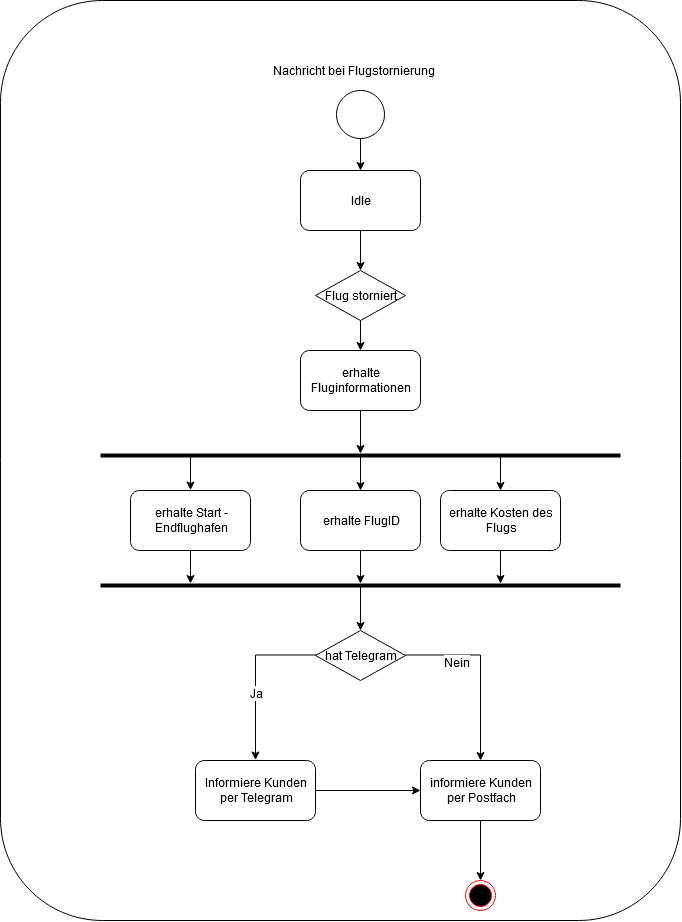 Nachricht bei Flugstornierung
Idle
Flug storniert
erhalte
Fluginformationen
erhalte Start -
Endflughafen
erhalte FlugID
erhalte Kosten des
Flugs
hat Telegram
Nein
Ja
Informiere Kunden
per Telegram
informiere Kunden
per Postfach